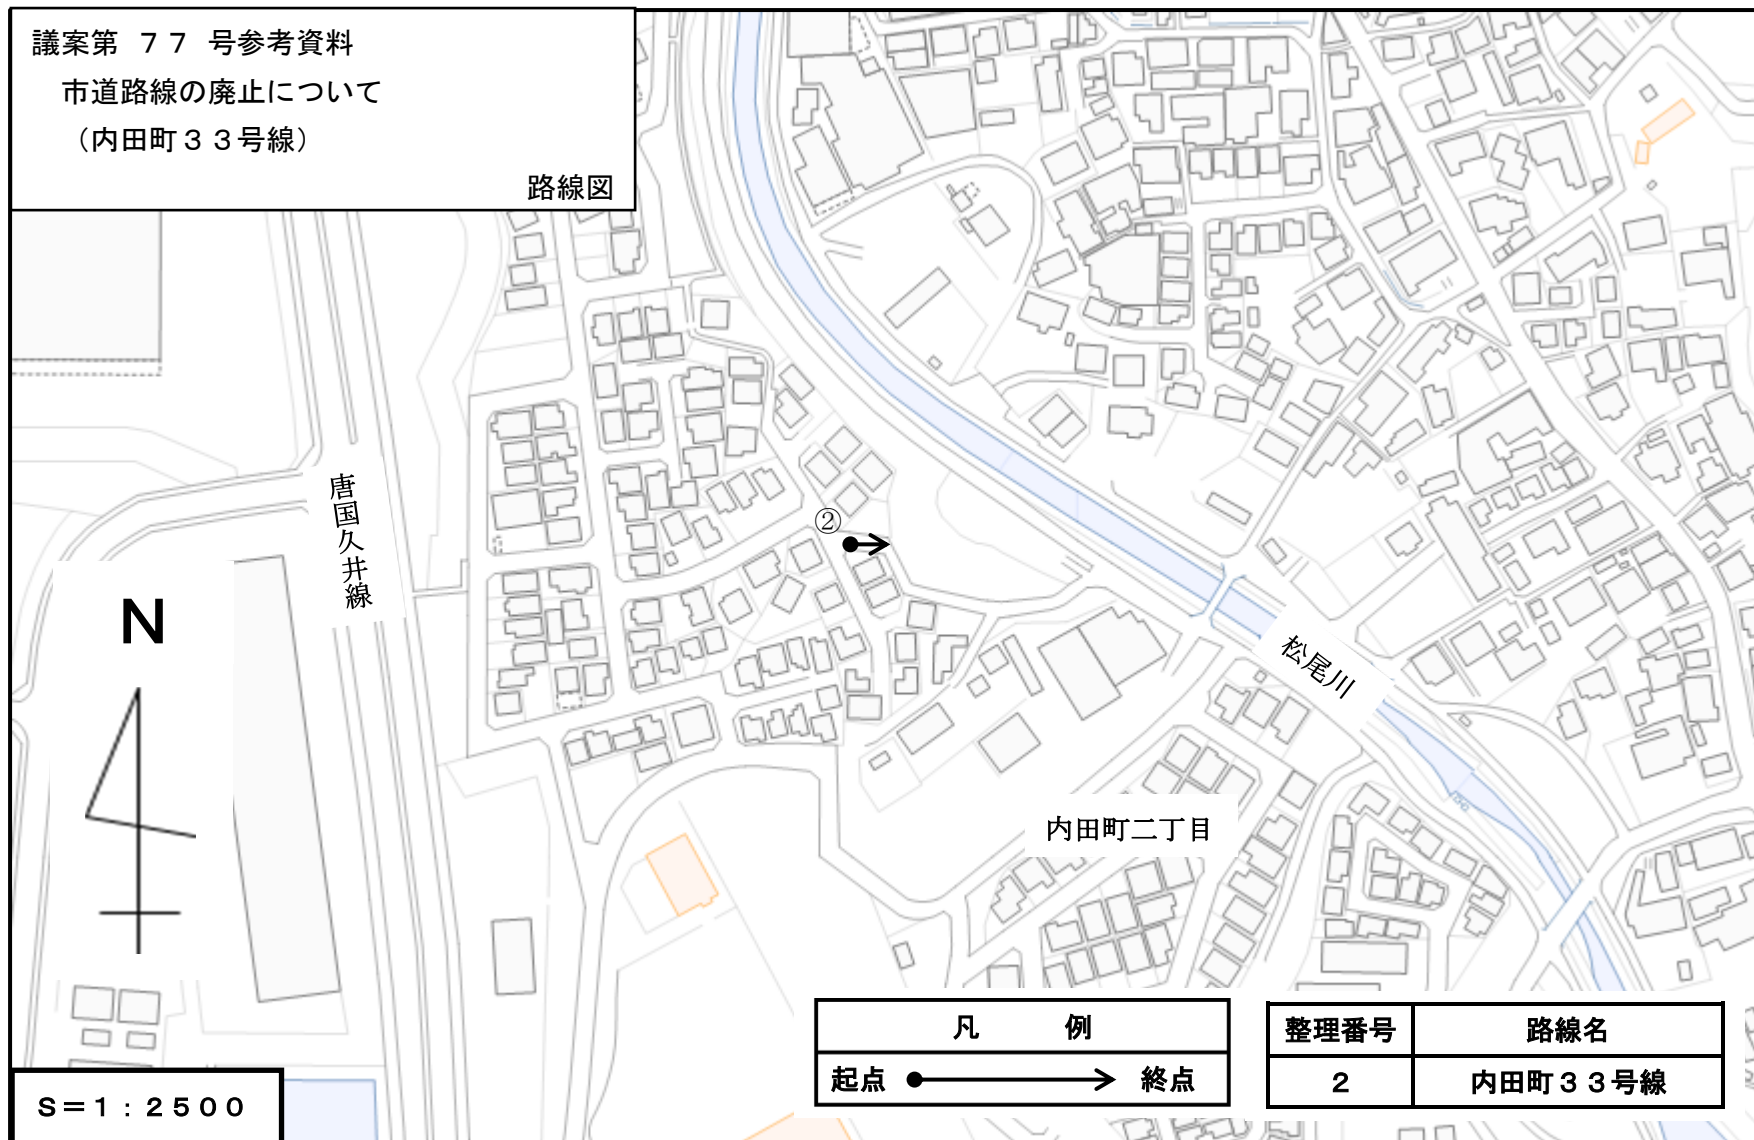 議案第 ７７ 号参考資料
市道路線の廃止について
（内田町３３号線）
路線図
唐国久井線
②
N
松尾川
内田町二丁目
凡 例
起点 終点
整理番号 路線名
２ 内田町３３号線
Ｓ＝１：２５００